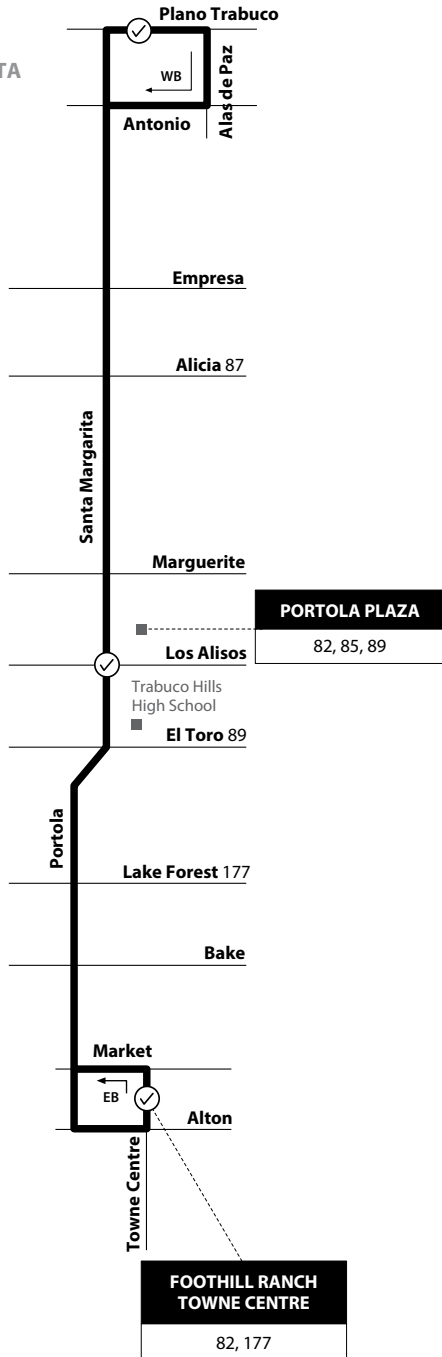 Plano Trabuco
TA
WB
Alas de Paz
Antonio
Empresa
Alicia 87
Santa Margarita
Marguerite
PORTOLA PLAZA
82, 85, 89
Los Alisos
Trabuco Hills
High School
El Toro 89
Portola
Lake Forest 177
Bake
Market
EB
Alton
Towne Centre
FOOTHILL RANCH
TOWNE CENTRE
82, 177